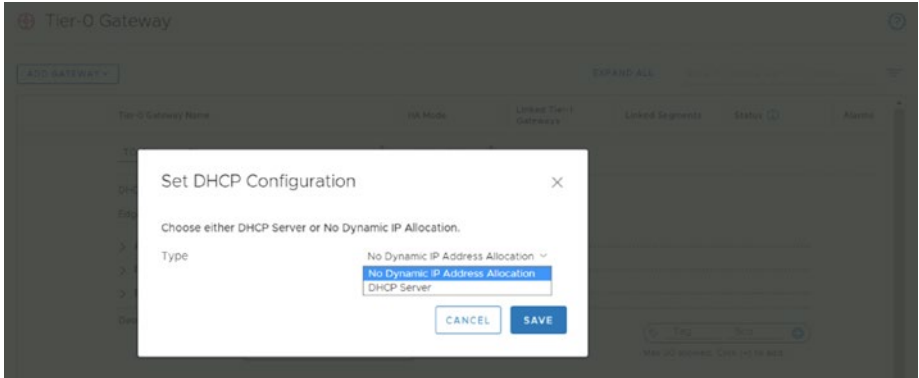 Tier-0 Gateway
ADD GATEWAY
EXPAND ALL
Tier-0 Gateway Name
HA Mode
Linked Tier-1 Gateways
Linked Segments
Status
Alarms
Set DHCP Configuration
Choose either DHCP Server or No Dynamic IP Allocation.
Type
No Dynamic IP Address Allocation
No Dynamic IP Address Allocation
DHCP Server
CANCEL
SAVE
Tag